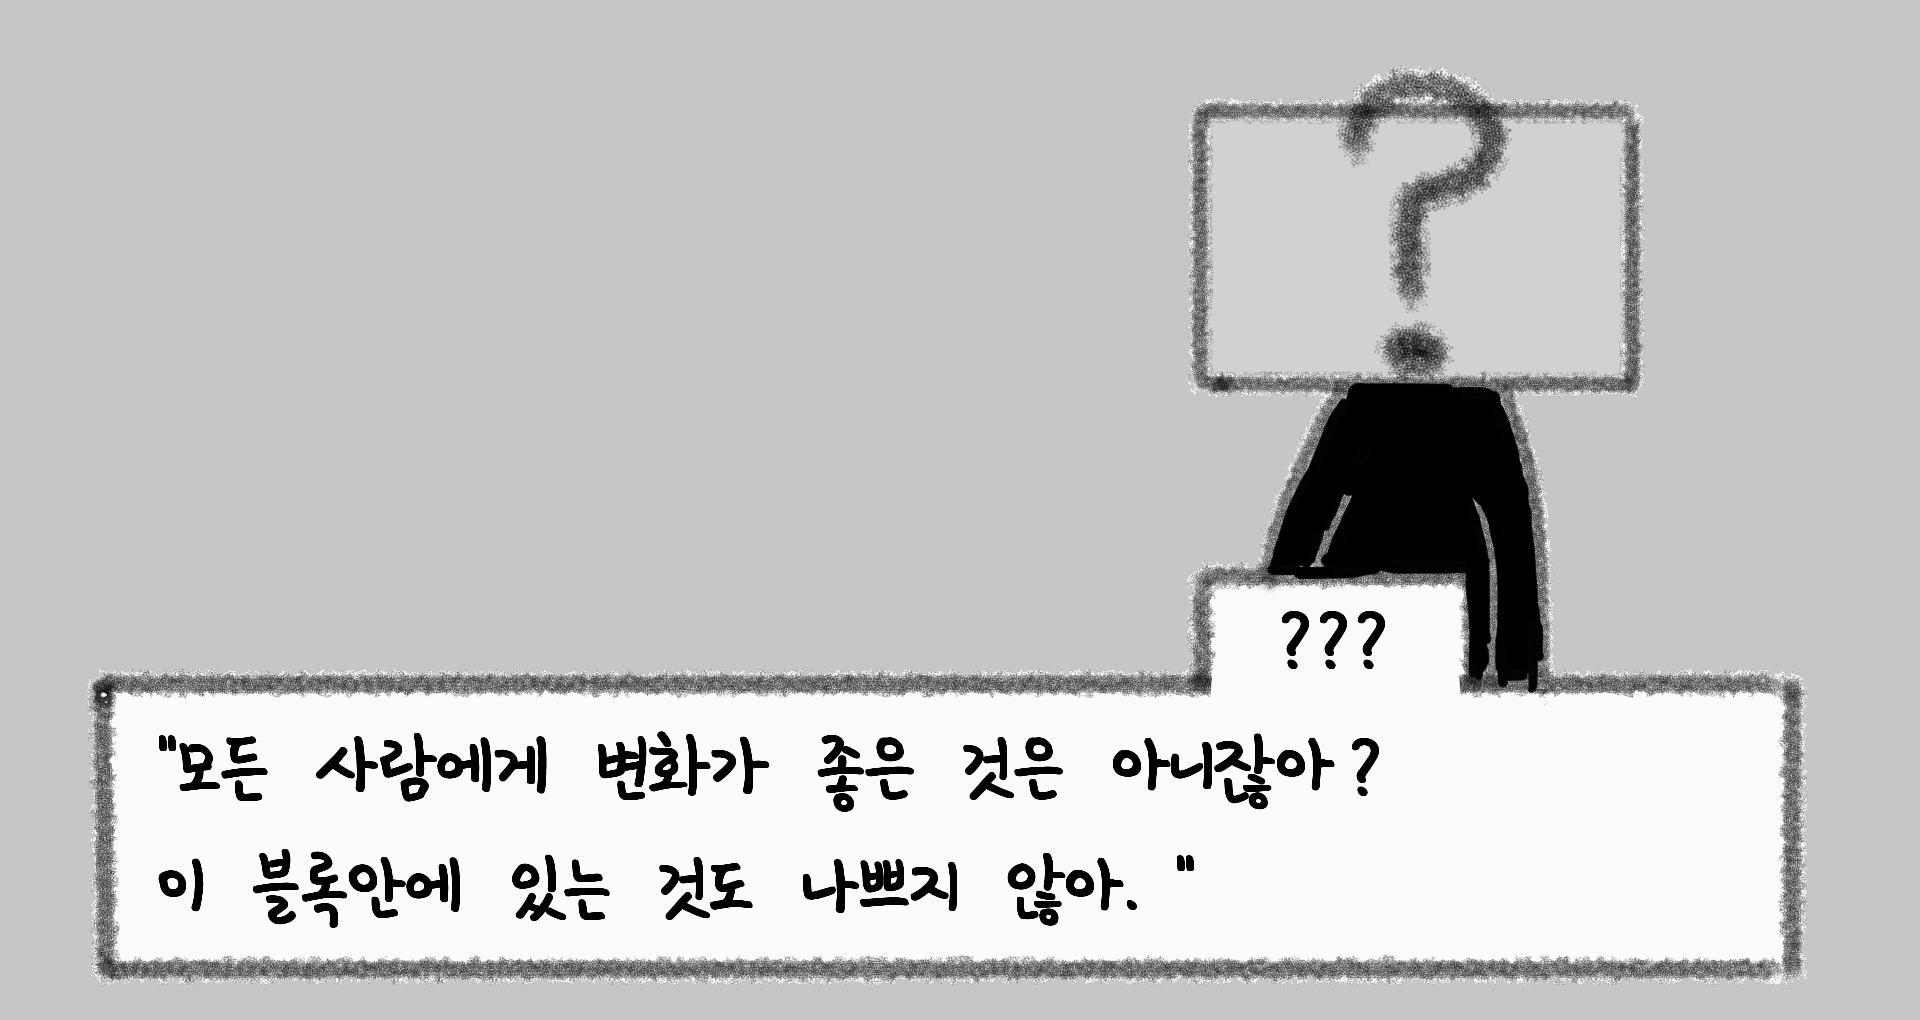 ?
???
"모든 사람에게 변화가 좋은 것은 아니잖아?
이 블록안에 있는 것도 나쁘지 않아. "